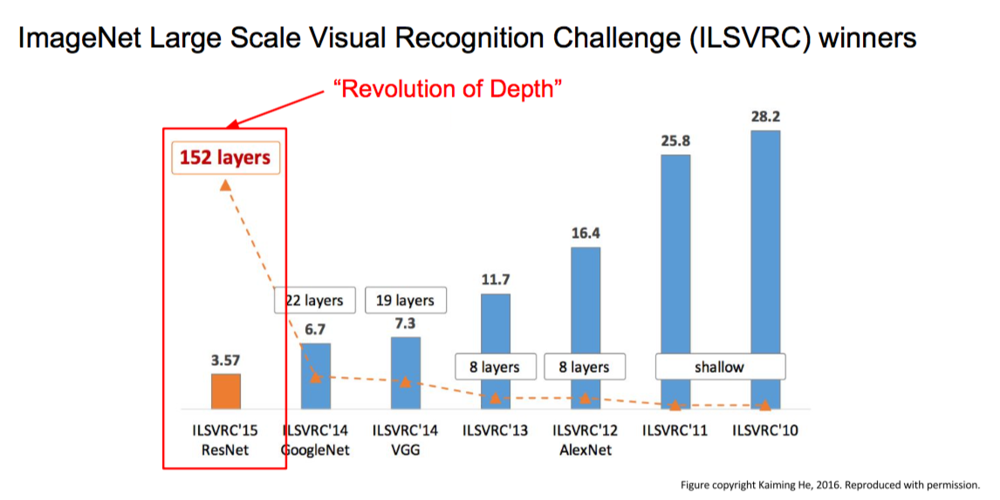 ImageNet Large Scale Visual Recognition Challenge (ILSVRC) winners
“Revolution of Depth”
28.2
25.8
152 layers
16.4
11.7
22 layers
19 layers
6.7
7.3
3.57
8 layers
8 layers
shallow
ILSVRC'15
ResNet
ILSVRC'14
GoogleNet
ILSVRC'14
VGG
ILSVRC'13
ILSVRC'12
AlexNet
ILSVRC'11
ILSVRC'10
Figure copyright Kaiming He, 2016. Reproduced with permission.